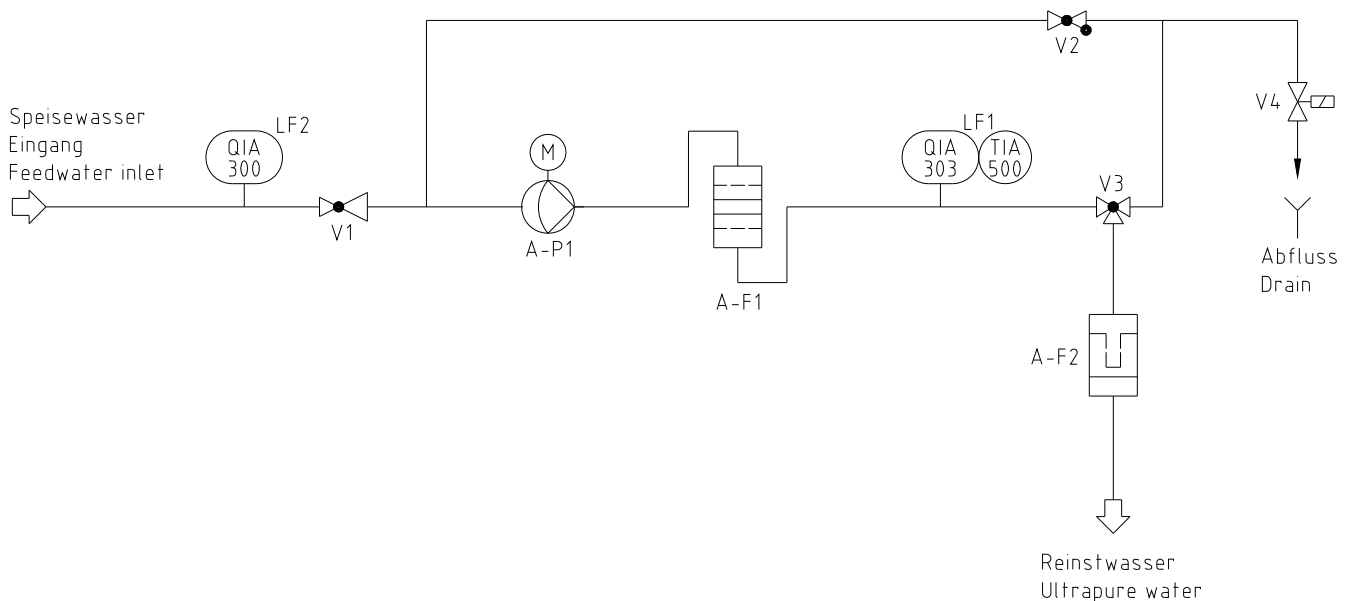 V2
Speisewasser
Eingang
Feedwater inlet
LF2
QIA
300
V1
M
A-P1
A-F1
LF1
QIA
303
TIA
500
V3
V4
Abfluss
Drain
A-F2
Reinstwasser
Ultrapure water